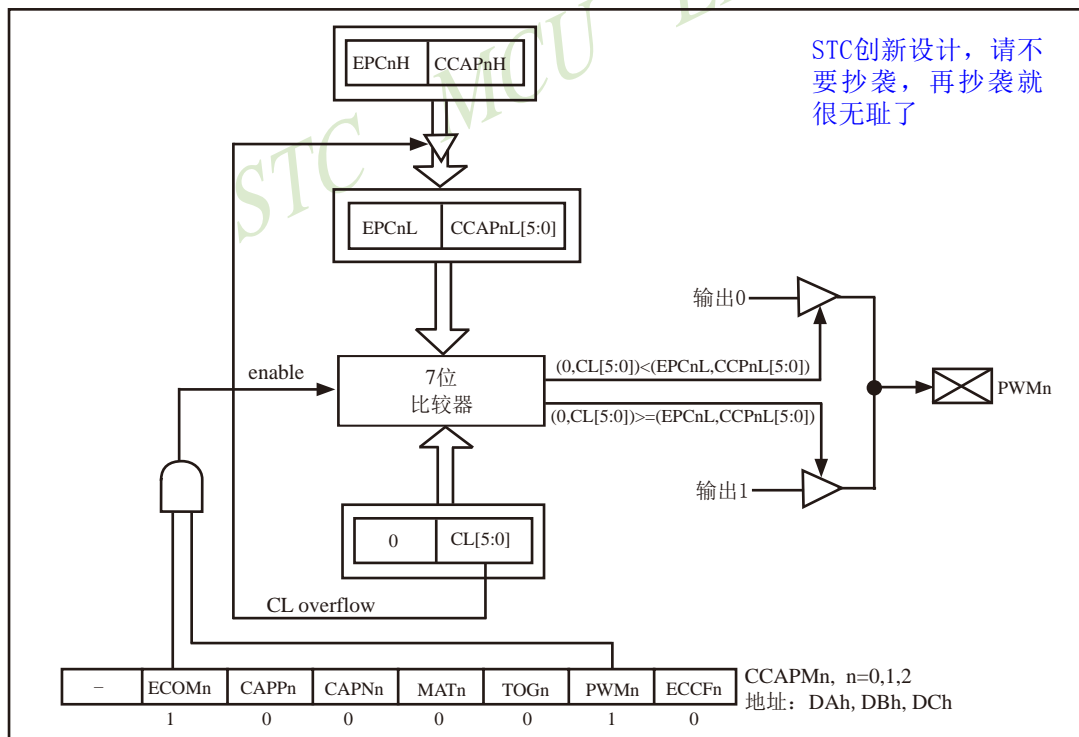 STC MCU
EPCnH CCAPnH
STC创新设计，请不
要抄袭，再抄袭就
很无耻了
EPCnL CCAPnL[5:0]
输出0
enable
7位
比较器
(0,CL[5:0])<(EPCnL,CCPnL[5:0])
(0,CL[5:0])>=(EPCnL,CCPnL[5:0])
PWMn
输出1
0 CL[5:0]
CL overflow
– ECOMn CAPPn CAPNn MATn TOGn PWMn ECCFn
CCAPMn, n=0,1,2
地址：DAh, DBh, DCh
1 0 0 0 0 1 0